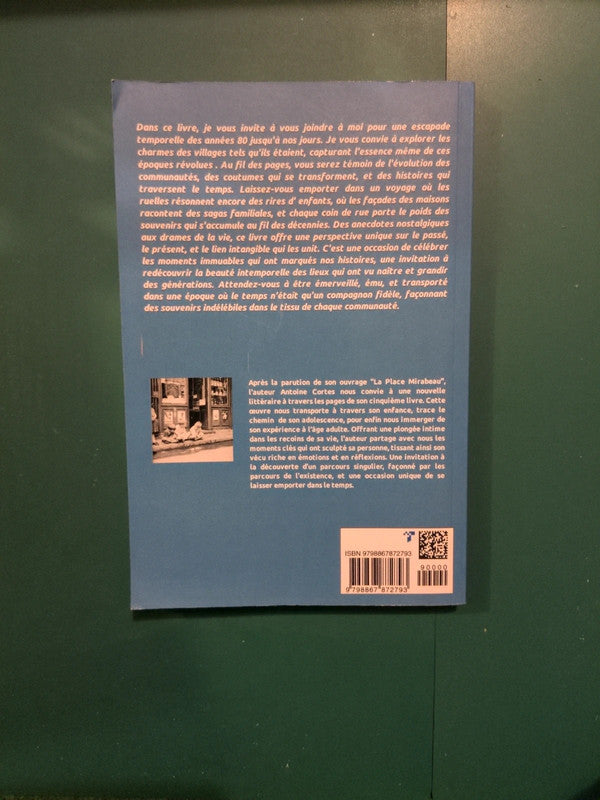 Dans ce livre, je vous invite à vous joindre à moi pour une escapade
temporelle des années 80 jusqu'à nos jours. Je vous convie à explorer les
charmes des villages tels qu'ils étaient, capturant l'essence même de ces
époques révolues . Au fil des pages, vous serez témoin de l'évolution des
communautés, des coutumes qui se transforment, et des histoires qui
traversent le temps. Laissez-vous emporter dans un voyage où les
ruelles résonnent encore des rires d' enfants, où les façades des maisons
racontent des sagas familiales, et chaque coin de rue porte le poids des
souvenirs qui s'accumule au fil des décennies. Des anecdotes nostalgiques
aux drames de la vie, ce livre offre une perspective unique sur le passé,
le présent, et le lien intangible qui les unit. C'est une occasion de célébrer
les moments immuables qui ont marqués nos histoires, une invitation à
redécouvrir la beauté intemporelle des lieux qui ont vu naître et grandir
des générations. Attendez-vous à être émerveillé, ému, et transporté
dans une époque où le temps n'était qu'un compagnon fidèle, façonnant
des souvenirs indélébiles dans le tissu de chaque communauté.
Après la parution de son ouvrage "La Place Mirabeau",
l'auteur Antoine Cortes nous convie à une nouvelle
littéraire à travers les pages de son cinquième livre. Cette
œuvre nous transporte à travers son enfance, trace le
chemin de son adolescence, pour enfin nous immerger de
son expérience à l'âge adulte. Offrant une plongée intime
dans les recoins de sa vie, l'auteur partage avec nous les
moments clés qui ont sculpté sa personne, tissant ainsi son
vécu riche en émotions et en réflexions. Une invitation à
la découverte d'un parcours singulier, façonné par les
parcours de l'existence, et une occasion unique de se
laisser emporter dans le temps.
ISBN 9798867872793
90000
9 798867 872793